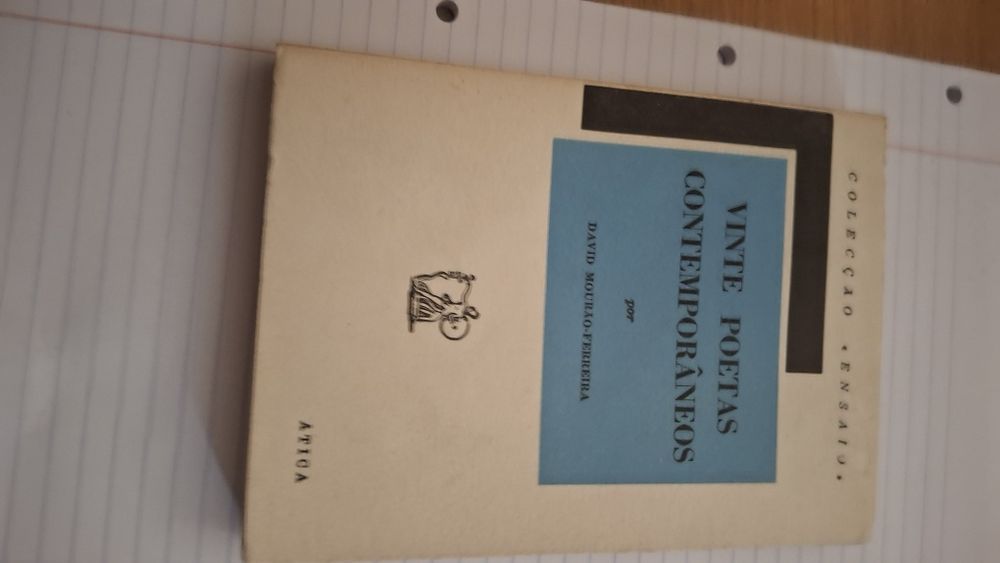 COLECÇÃO «ENSAIO»
VINTE POETAS
CONTEMPORÂNEOS
por
DAVID MOURÃO-FERREIRA
ÁTICA